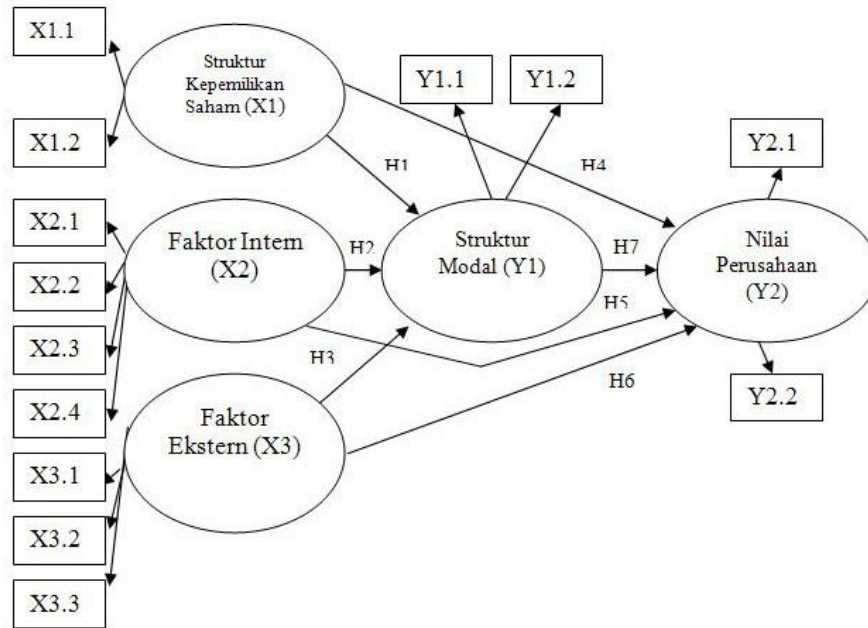 X1.1
Struktur
Kepemilikan
Saham (X1)
Y1.1
Y1.2
X1.2
H1
H4
Y2.1
X2.1
Faktor Intern
(X2)
H2
Struktur
Modal (Y1)
H7
Nilai
Perusahaan
(Y2)
X2.2
H5
X2.3
H3
H6
X2.4
Faktor
Ekstern (X3)
Y2.2
X3.1
X3.2
X3.3